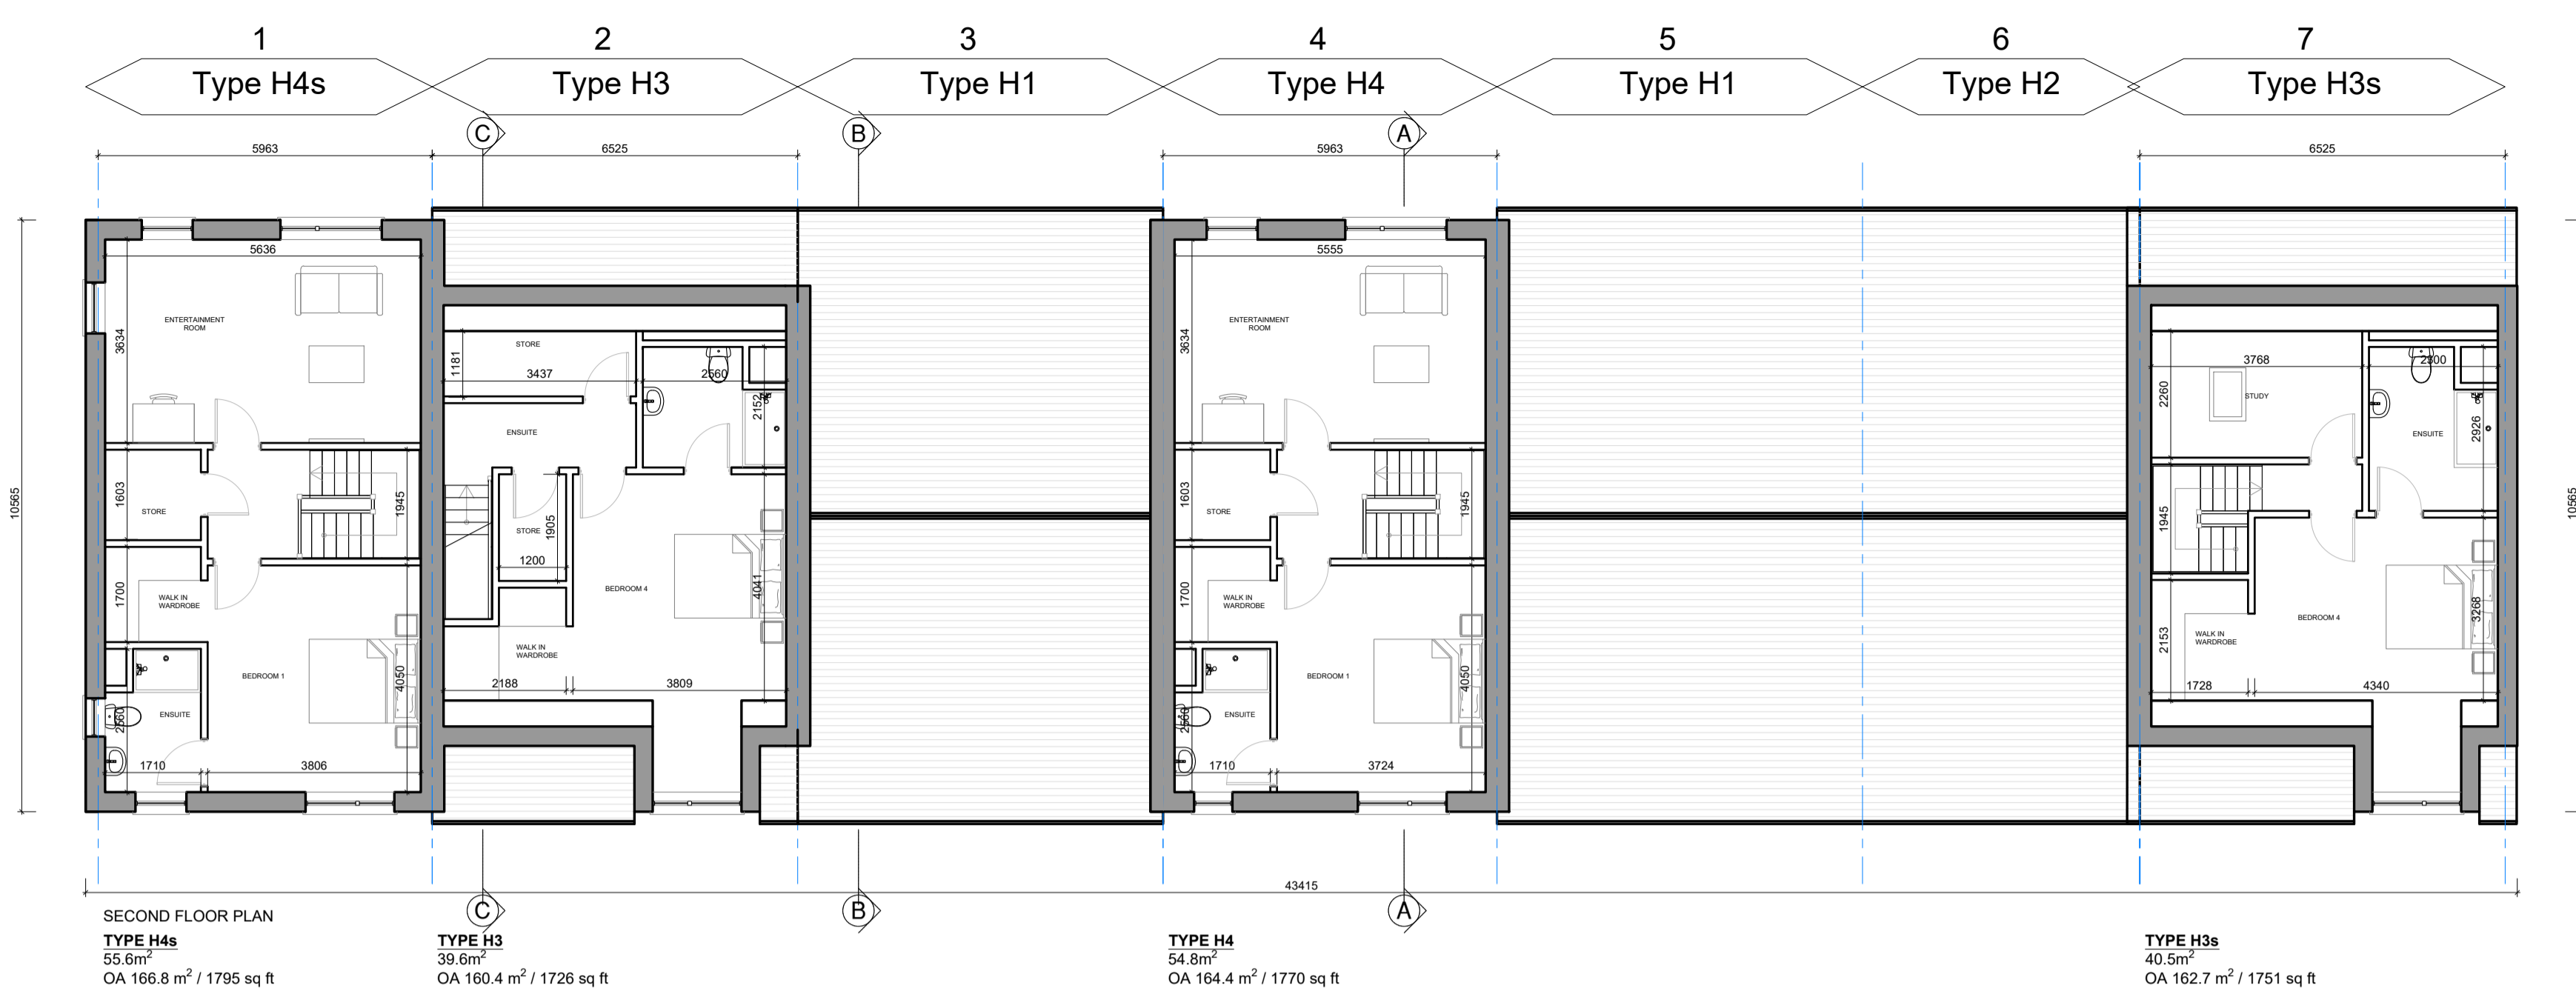 1 2 3 4 5 6 7
Type H4s Type H3 Type H1 Type H4 Type H1 Type H2 Type H3s
C B A
5963 6525 5963 6525
10565
5636
ENTERTAINMENT
ROOM
3634
1603
STORE
1945
1700
WALK IN
WARDROBE
BEDROOM 1
4050
2560
ENSUITE
1710 3806
STORE
1181
3437 2560
2152
ENSUITE
STORE
1905
1200
BEDROOM 4
4041
WALK IN
WARDROBE
2188 3809
5555
ENTERTAINMENT
ROOM
3634
1603
STORE
1945
1700
WALK IN
WARDROBE
BEDROOM 1
4050
2560
ENSUITE
1710 3724
3768 2300
2260
STUDY
2926
ENSUITE
1945
BEDROOM 4
3268
2153
WALK IN
WARDROBE
1728 4340
10565
43415
C B A
SECOND FLOOR PLAN
TYPE H4s
55.6m²
OA 166.8 m² / 1795 sq ft
TYPE H3
39.6m²
OA 160.4 m² / 1726 sq ft
TYPE H4
54.8m²
OA 164.4 m² / 1770 sq ft
TYPE H3s
40.5m²
OA 162.7 m² / 1751 sq ft